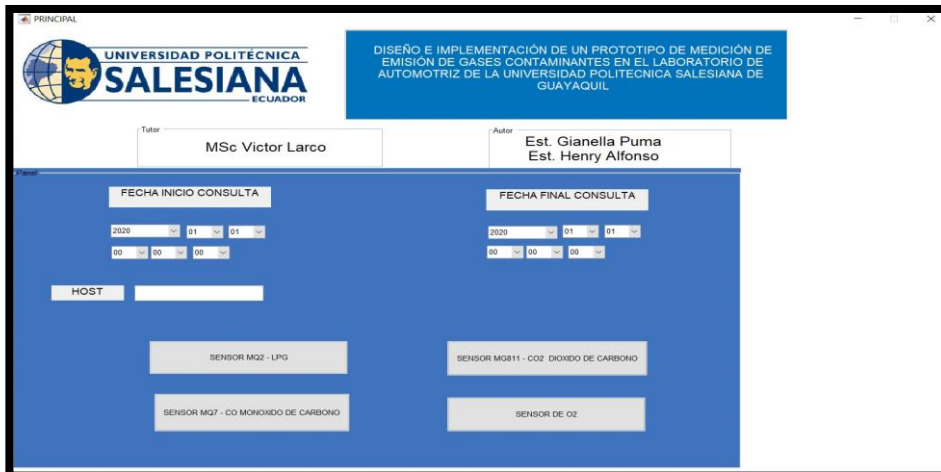 PRINCIPAL
UNIVERSIDAD POLITÉCNICA
SALESIANA
ECUADOR
DISEÑO E IMPLEMENTACIÓN DE UN PROTOTIPO DE MEDICIÓN DE
EMISIÓN DE GASES CONTAMINANTES EN EL LABORATORIO DE
AUTOMOTRIZ DE LA UNIVERSIDAD POLITECNICA SALESIANA DE
GUAYAQUIL
Tutor
MSc Victor Larco
Autor
Est. Gianella Puma
Est. Henry Alfonso
Panel
FECHA INICIO CONSULTA
FECHA FINAL CONSULTA
2020 01 01
2020 01 01
00 00 00
00 00 00
HOST
SENSOR MQ2 - LPG
SENSOR MG811 - CO2 DIOXIDO DE CARBONO
SENSOR MQ7 - CO MONOXIDO DE CARBONO
SENSOR DE O2